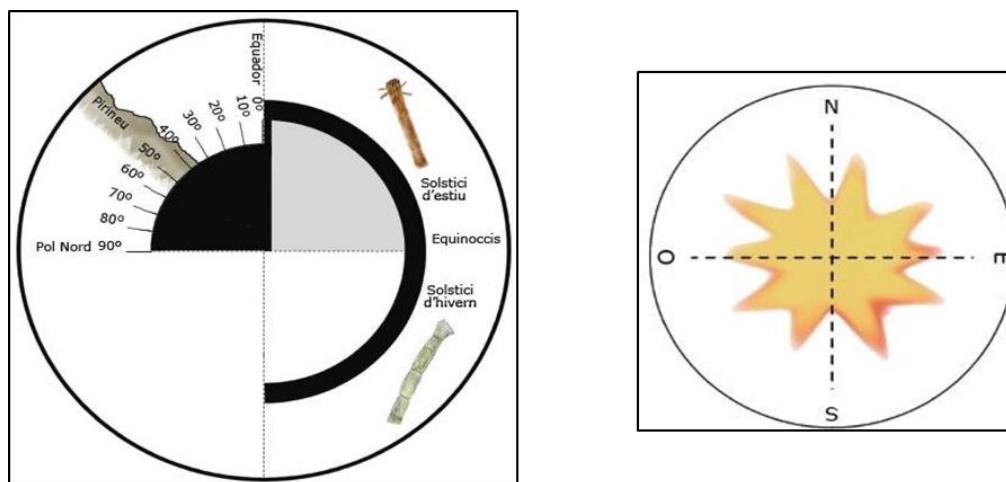 Equador
0º
10º
20º
30º
40º
50º
60º
70º
80º
Pol Nord 90º
Pirineu
Solstici
d'estiu
Equinoccis
Solstici
d'hivern
N
O
E
S